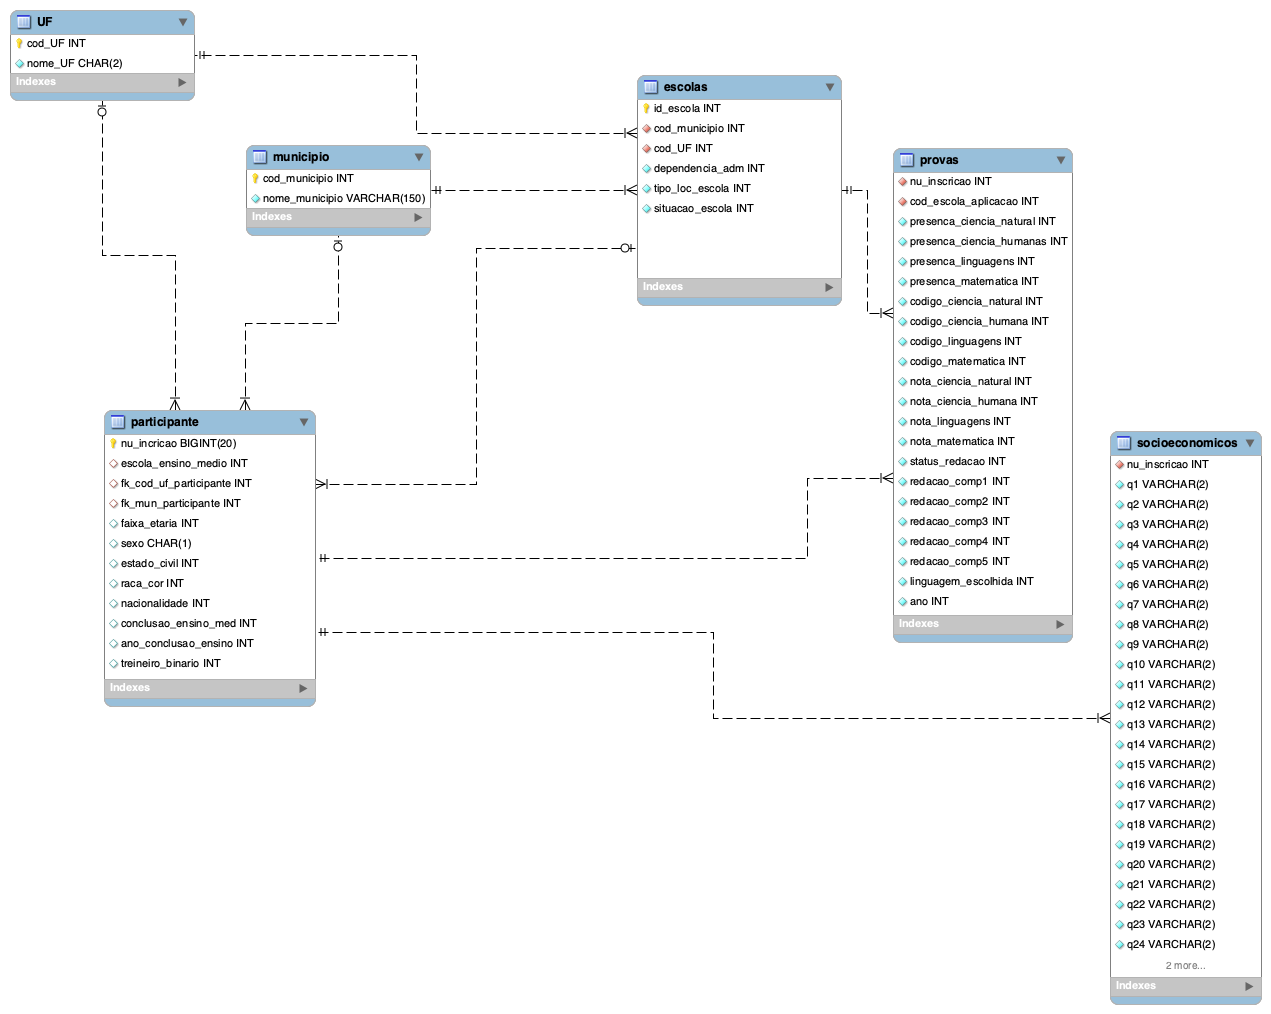 UF
cod_UF INT
nome_UF CHAR(2)
Indexes
municipio
cod_municipio INT
nome_municipio VARCHAR(150)
Indexes
escolas
id_escola INT
cod_municipio INT
cod_UF INT
dependencia_adm INT
tipo_loc_escola INT
situacao_escola INT
Indexes
provas
nu_inscricao INT
cod_escola_aplicacao INT
presenca_ciencia_natural INT
presenca_ciencia_humanas INT
presenca_linguagens INT
presenca_matematica INT
codigo_ciencia_natural INT
codigo_ciencia_humana INT
codigo_linguagens INT
codigo_matematica INT
nota_ciencia_natural INT
nota_ciencia_humana INT
nota_linguagens INT
nota_matematica INT
status_redacao INT
redacao_comp1 INT
redacao_comp2 INT
redacao_comp3 INT
redacao_comp4 INT
redacao_comp5 INT
linguagem_escolhida INT
ano INT
Indexes
participante
nu_incricao BIGINT(20)
escola_ensino_medio INT
fk_cod_uf_participante INT
fk_mun_participante INT
faixa_etaria INT
sexo CHAR(1)
estado_civil INT
raca_cor INT
nacionalidade INT
conclusao_ensino_med INT
ano_conclusao_ensino INT
treineiro_binario INT
Indexes
socioeconomicos
nu_inscricao INT
q1 VARCHAR(2)
q2 VARCHAR(2)
q3 VARCHAR(2)
q4 VARCHAR(2)
q5 VARCHAR(2)
q6 VARCHAR(2)
q7 VARCHAR(2)
q8 VARCHAR(2)
q9 VARCHAR(2)
q10 VARCHAR(2)
q11 VARCHAR(2)
q12 VARCHAR(2)
q13 VARCHAR(2)
q14 VARCHAR(2)
q15 VARCHAR(2)
q16 VARCHAR(2)
q17 VARCHAR(2)
q18 VARCHAR(2)
q19 VARCHAR(2)
q20 VARCHAR(2)
q21 VARCHAR(2)
q22 VARCHAR(2)
q23 VARCHAR(2)
q24 VARCHAR(2)
2 more...
Indexes